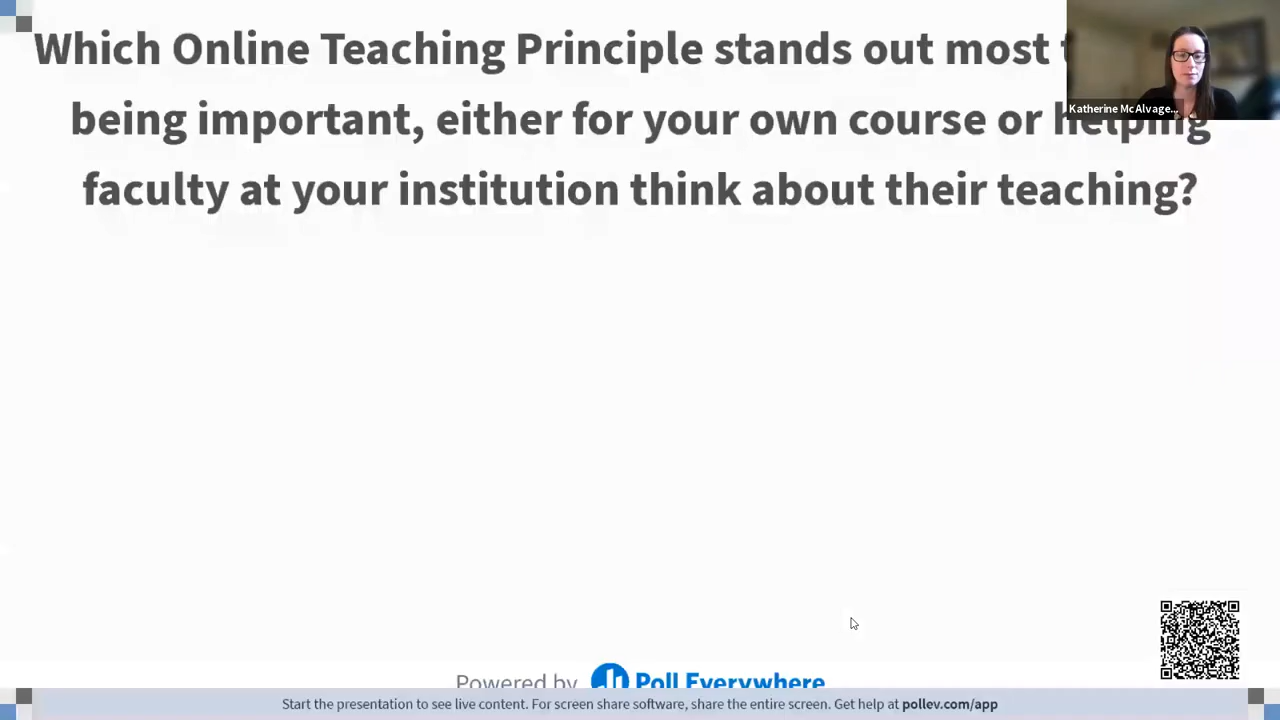 Which Online Teaching Principle stands out most
being important, either for your own course or helping
faculty at your institution think about their teaching?
Katherine McAlvage...
Powered by Poll Everywhere
Start the presentation to see live content. For screen share software, share the entire screen. Get help at pollev.com/app